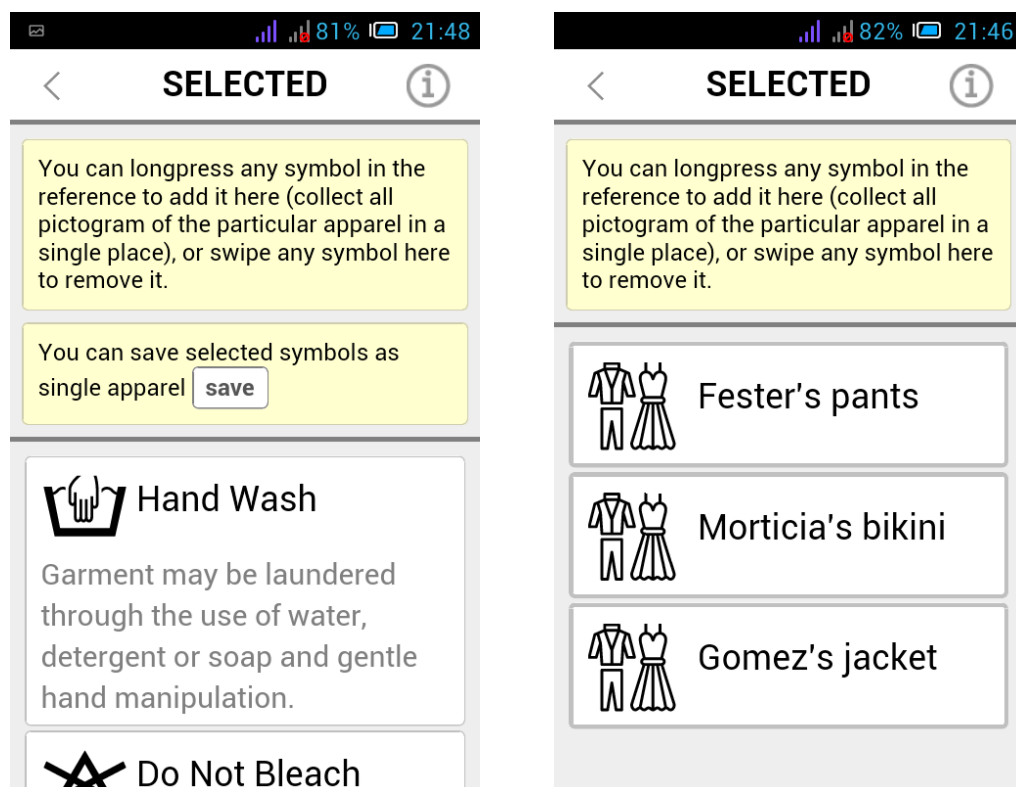 81% 21:48
SELECTED
You can longpress any symbol in the
reference to add it here (collect all
pictogram of the particular apparel in a
single place), or swipe any symbol here
to remove it.
You can save selected symbols as
single apparel save
Hand Wash
Garment may be laundered
through the use of water,
detergent or soap and gentle
hand manipulation.
Do Not Bleach
82% 21:46
SELECTED
You can longpress any symbol in the
reference to add it here (collect all
pictogram of the particular apparel in a
single place), or swipe any symbol here
to remove it.
Fester's pants
Morticia's bikini
Gomez's jacket